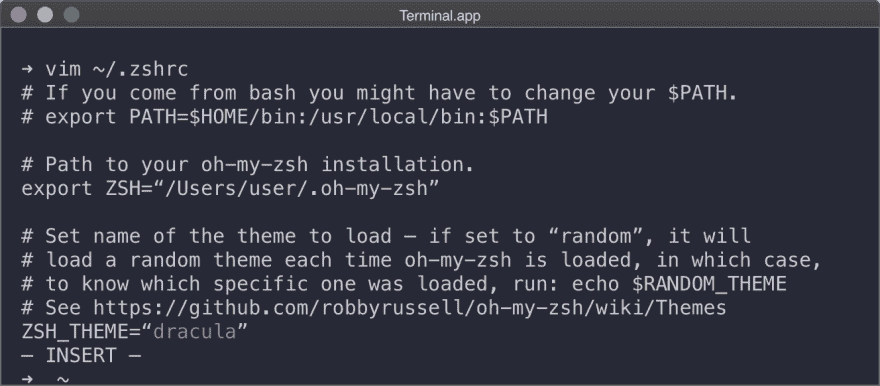 Terminal.app
➜ vim ~/.zshrc
# If you come from bash you might have to change your $PATH.
# export PATH=$HOME/bin:/usr/local/bin:$PATH
# Path to your oh-my-zsh installation.
export ZSH=“/Users/user/.oh-my-zsh”
# Set name of the theme to load — if set to “random”, it will
# load a random theme each time oh-my-zsh is loaded, in which case,
# to know which specific one was loaded, run: echo $RANDOM_THEME
# See https://github.com/robbyrussell/oh-my-zsh/wiki/Themes
ZSH_THEME=“dracula”
— INSERT —
➜ ~